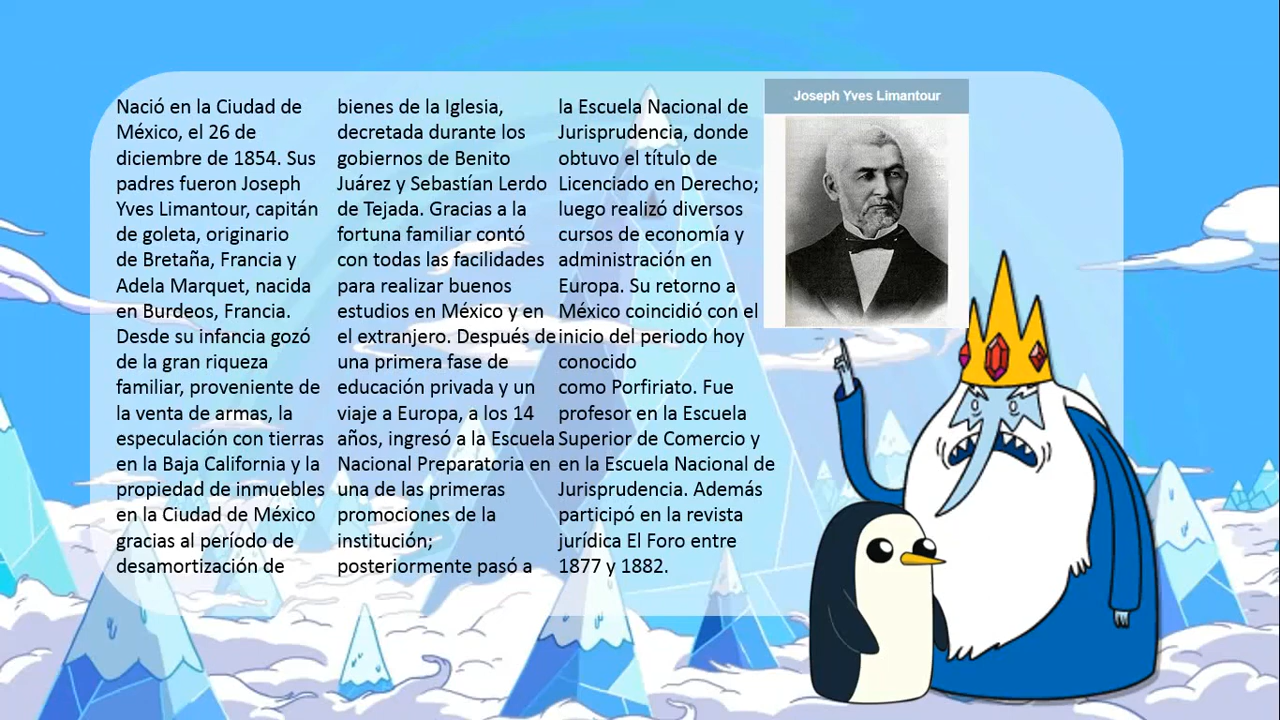 Nació en la Ciudad de
México, el 26 de
diciembre de 1854. Sus
padres fueron Joseph
Yves Limantour, capitán
de goleta, originario
de Bretaña, Francia y
Adela Marquet, nacida
en Burdeos, Francia.
Desde su infancia gozó
de la gran riqueza
familiar, proveniente de
la venta de armas, la
especulación con tierras
en la Baja California y la
propiedad de inmuebles
en la Ciudad de México
gracias al período de
desamortización de
bienes de la Iglesia,
decretada durante los
gobiernos de Benito
Juárez y Sebastían Lerdo
de Tejada. Gracias a la
fortuna familiar contó
con todas las facilidades
para realizar buenos
estudios en México y en
el extranjero. Después de
una primera fase de
educación privada y un
viaje a Europa, a los 14
años, ingresó a la Escuela
Nacional Preparatoria en
una de las primeras
promociones de la
institución;
posteriormente pasó a
la Escuela Nacional de
Jurisprudencia, donde
obtuvo el título de
Licenciado en Derecho;
luego realizó diversos
cursos de economía y
administración en
Europa. Su retorno a
México coincidió con el
inicio del periodo hoy
conocido
como Porfiriato. Fue
profesor en la Escuela
Superior de Comercio y
en la Escuela Nacional de
Jurisprudencia. Además
participó en la revista
jurídica El Foro entre
1877 y 1882.
Joseph Yves Limantour